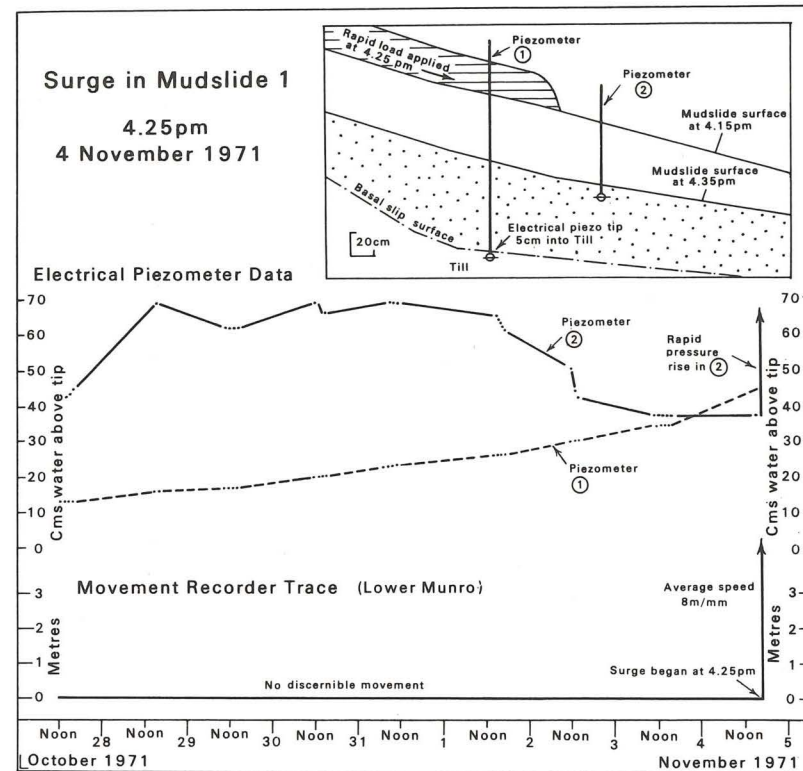 Surge in Mudslide 1
4.25pm
4 November 1971
Rapid load applied
at 4.25 pm
Piezometer
①
Piezometer
②
Mudslide surface
at 4.15pm
Mudslide surface
at 4.35pm
Basal slip surface
Electrical piezo tip
5cm into Till
20cm
Till
Electrical Piezometer Data
70
60
50
40
30
20
10
0
Cms water above tip
Piezometer
②
Piezometer
①
Rapid
pressure
rise in ②
70
60
50
40
30
20
10
0
Cms water above tip
Movement Recorder Trace (Lower Munro)
3
2
1
0
Metres
No discernible movement
Average speed
8m/mm
Surge began at 4.25pm
3
2
1
0
Metres
Noon 28 Noon 29 Noon 30 Noon 31 Noon 1 Noon 2 Noon 3 Noon 4 Noon 5
October 1971 November 1971